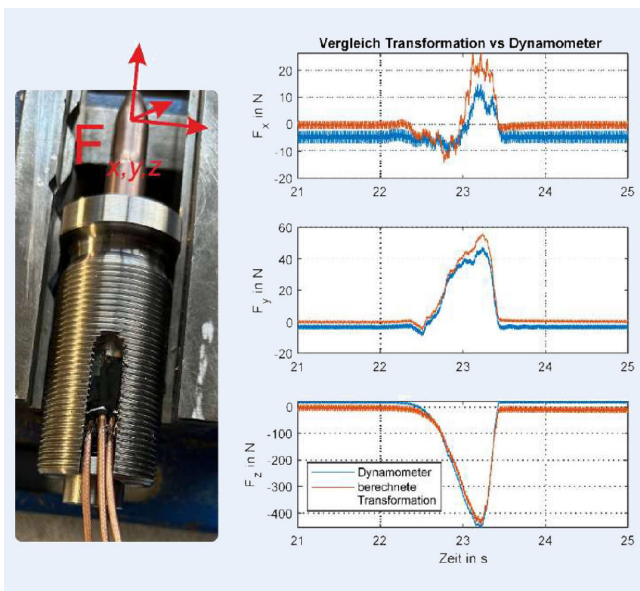 F
x,y,z
Vergleich Transformation vs Dynamometer
F_x in N
20
10
0
-10
-20
21 22 23 24 25
F_y in N
60
40
20
0
20
21 22 23 24 25
F_z in N
0
-100
-200
-300
-400
Dynamometer
berechnete
Transformation
21 22 23 24 25
Zeit in s